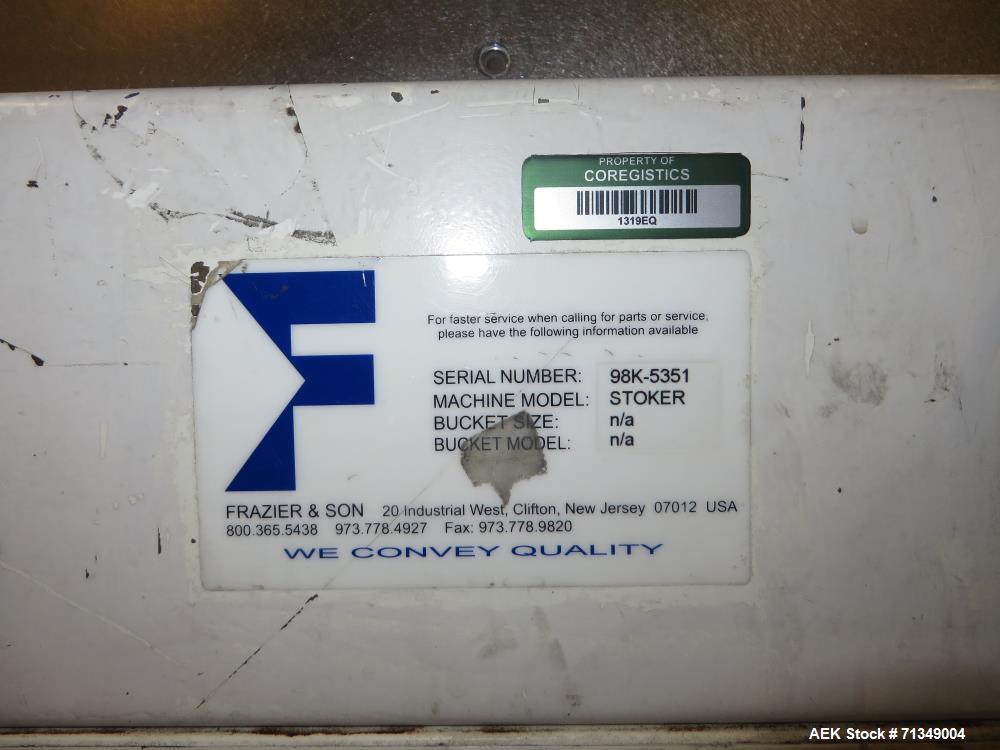 PROPERTY OF
COREGISTICS
1319EQ
F
For faster service when calling for parts or service,
please have the following information available
SERIAL NUMBER: 98K-5351
MACHINE MODEL: STOKER
BUCKET SIZE: n/a
BUCKET MODEL: n/a
FRAZIER & SON 20 Industrial West, Clifton, New Jersey 07012 USA
800.365.5438 973.778.4927 Fax: 973.778.9820
WE CONVEY QUALITY
AEK Stock #71349004